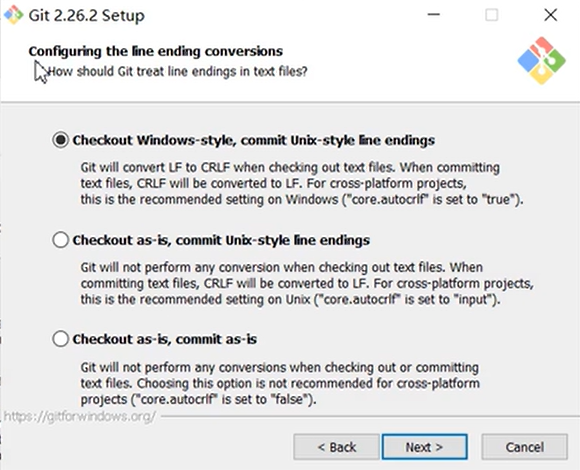 Git 2.26.2 Setup
Configuring the line ending conversions
How should Git treat line endings in text files?
Checkout Windows-style, commit Unix-style line endings
Git will convert LF to CRLF when checking out text files. When committing
text files, CRLF will be converted to LF. For cross-platform projects,
this is the recommended setting on Windows ("core.autocrlf" is set to "true").
Checkout as-is, commit Unix-style line endings
Git will not perform any conversion when checking out text files. When
committing text files, CRLF will be converted to LF. For cross-platform projects,
this is the recommended setting on Unix ("core.autocrlf" is set to "input").
Checkout as-is, commit as-is
Git will not perform any conversions when checking out or committing
text files. Choosing this option is not recommended for cross-platform
projects ("core.autocrlf" is set to "false").
https://gitforwindows.org/
< Back
Next >
Cancel